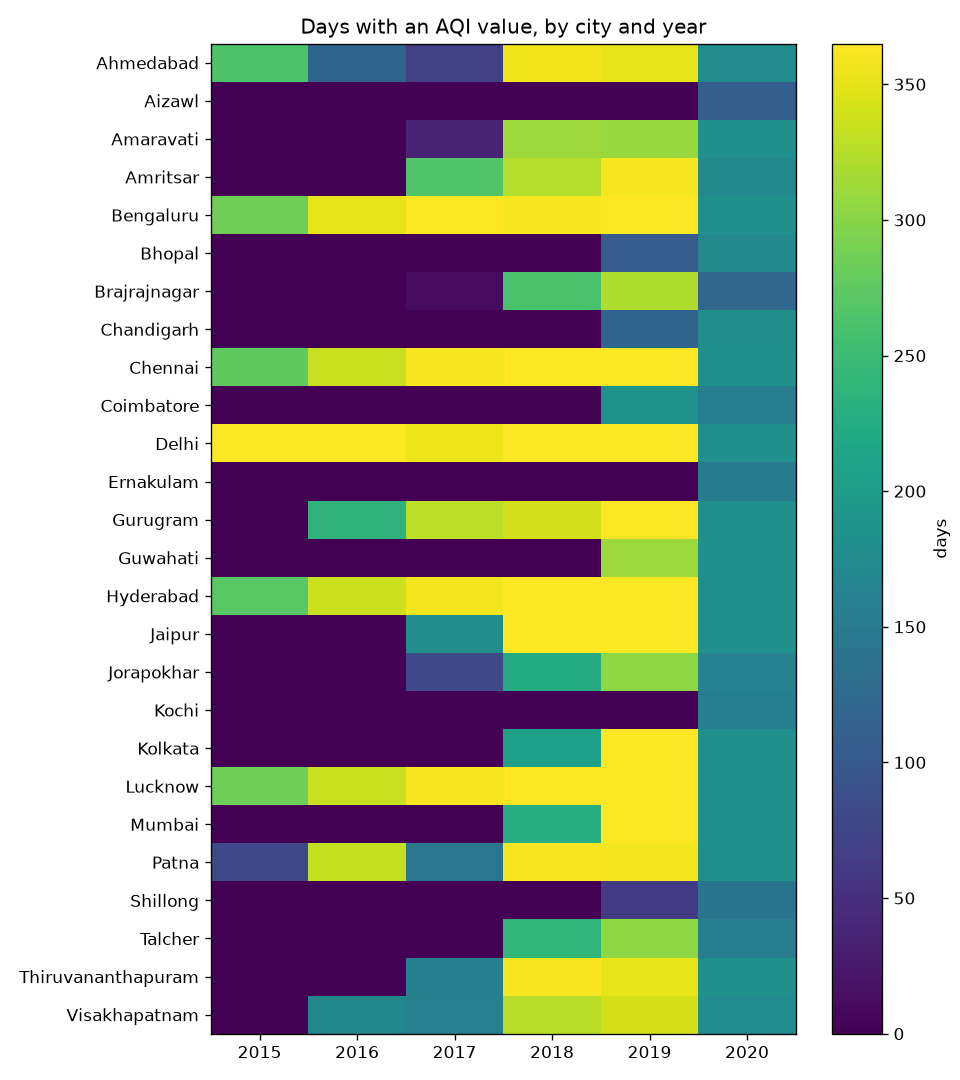 Days with an AQI value, by city and year
Ahmedabad
Aizawl
Amaravati
Amritsar
Bengaluru
Bhopal
Brajrajnagar
Chandigarh
Chennai
Coimbatore
Delhi
Ernakulam
Gurugram
Guwahati
Hyderabad
Jaipur
Jorapokhar
Kochi
Kolkata
Lucknow
Mumbai
Patna
Shillong
Talcher
Thiruvananthapuram
Visakhapatnam
2015 2016 2017 2018 2019 2020
350
300
250
200
150
100
50
0
days